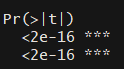 Pr(>|t|)
<2e-16 ***
<2e-16 ***